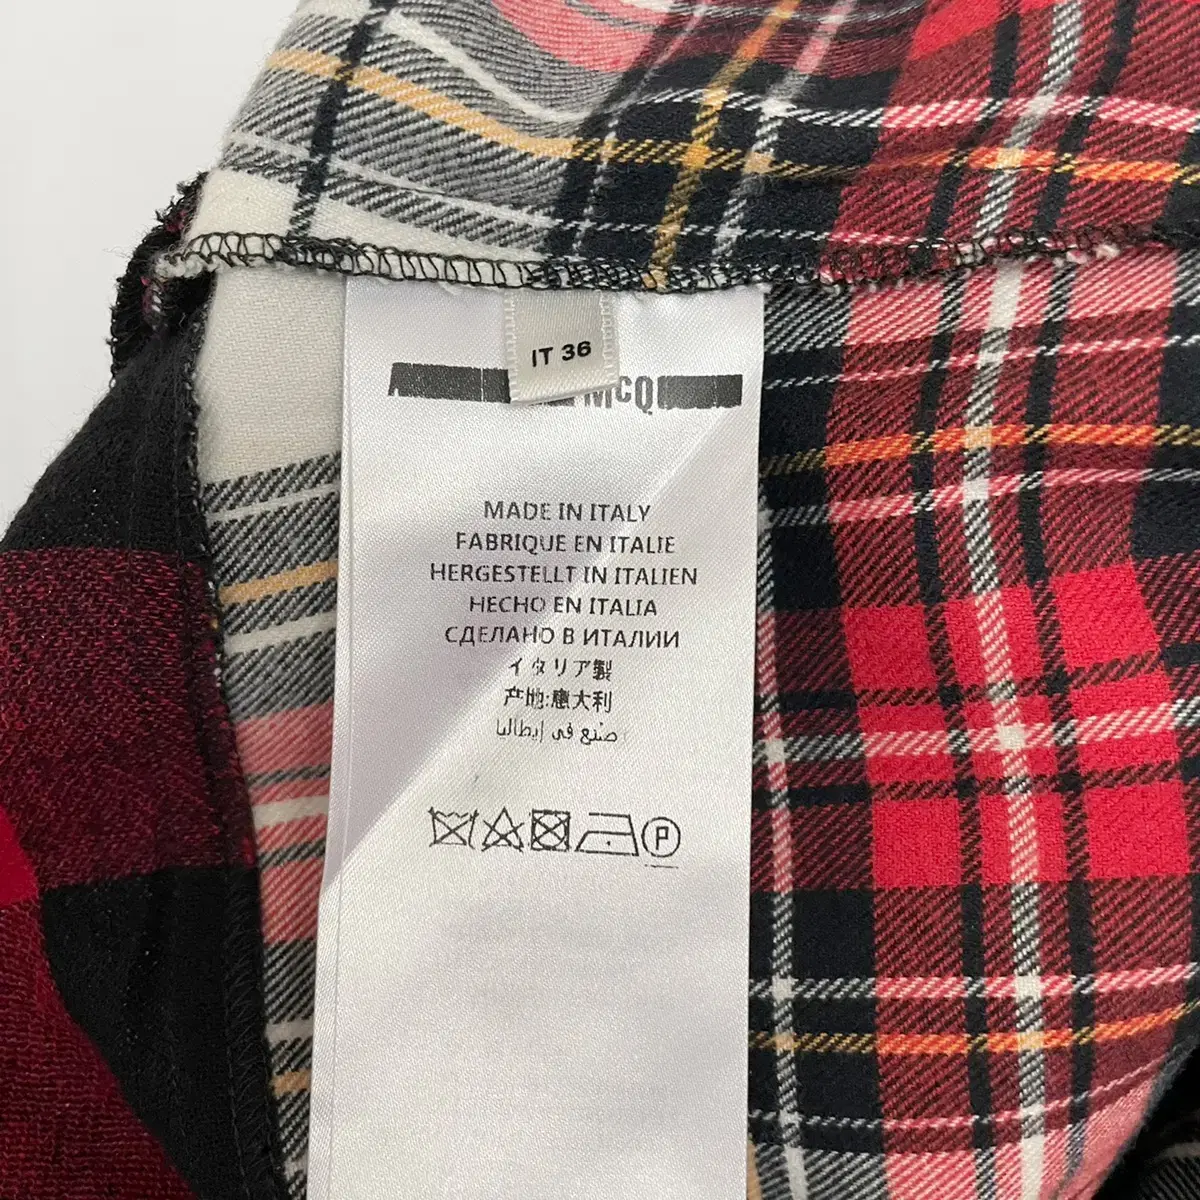 IT 36
McQ
MADE IN ITALY
FABRIQUE EN ITALIE
HERGESTELLT IN ITALIEN
HECHO EN ITALIA
СДЕЛАНО В ИТАЛИИ
イタリア製
产地:意大利
صنع في إيطاليا
P